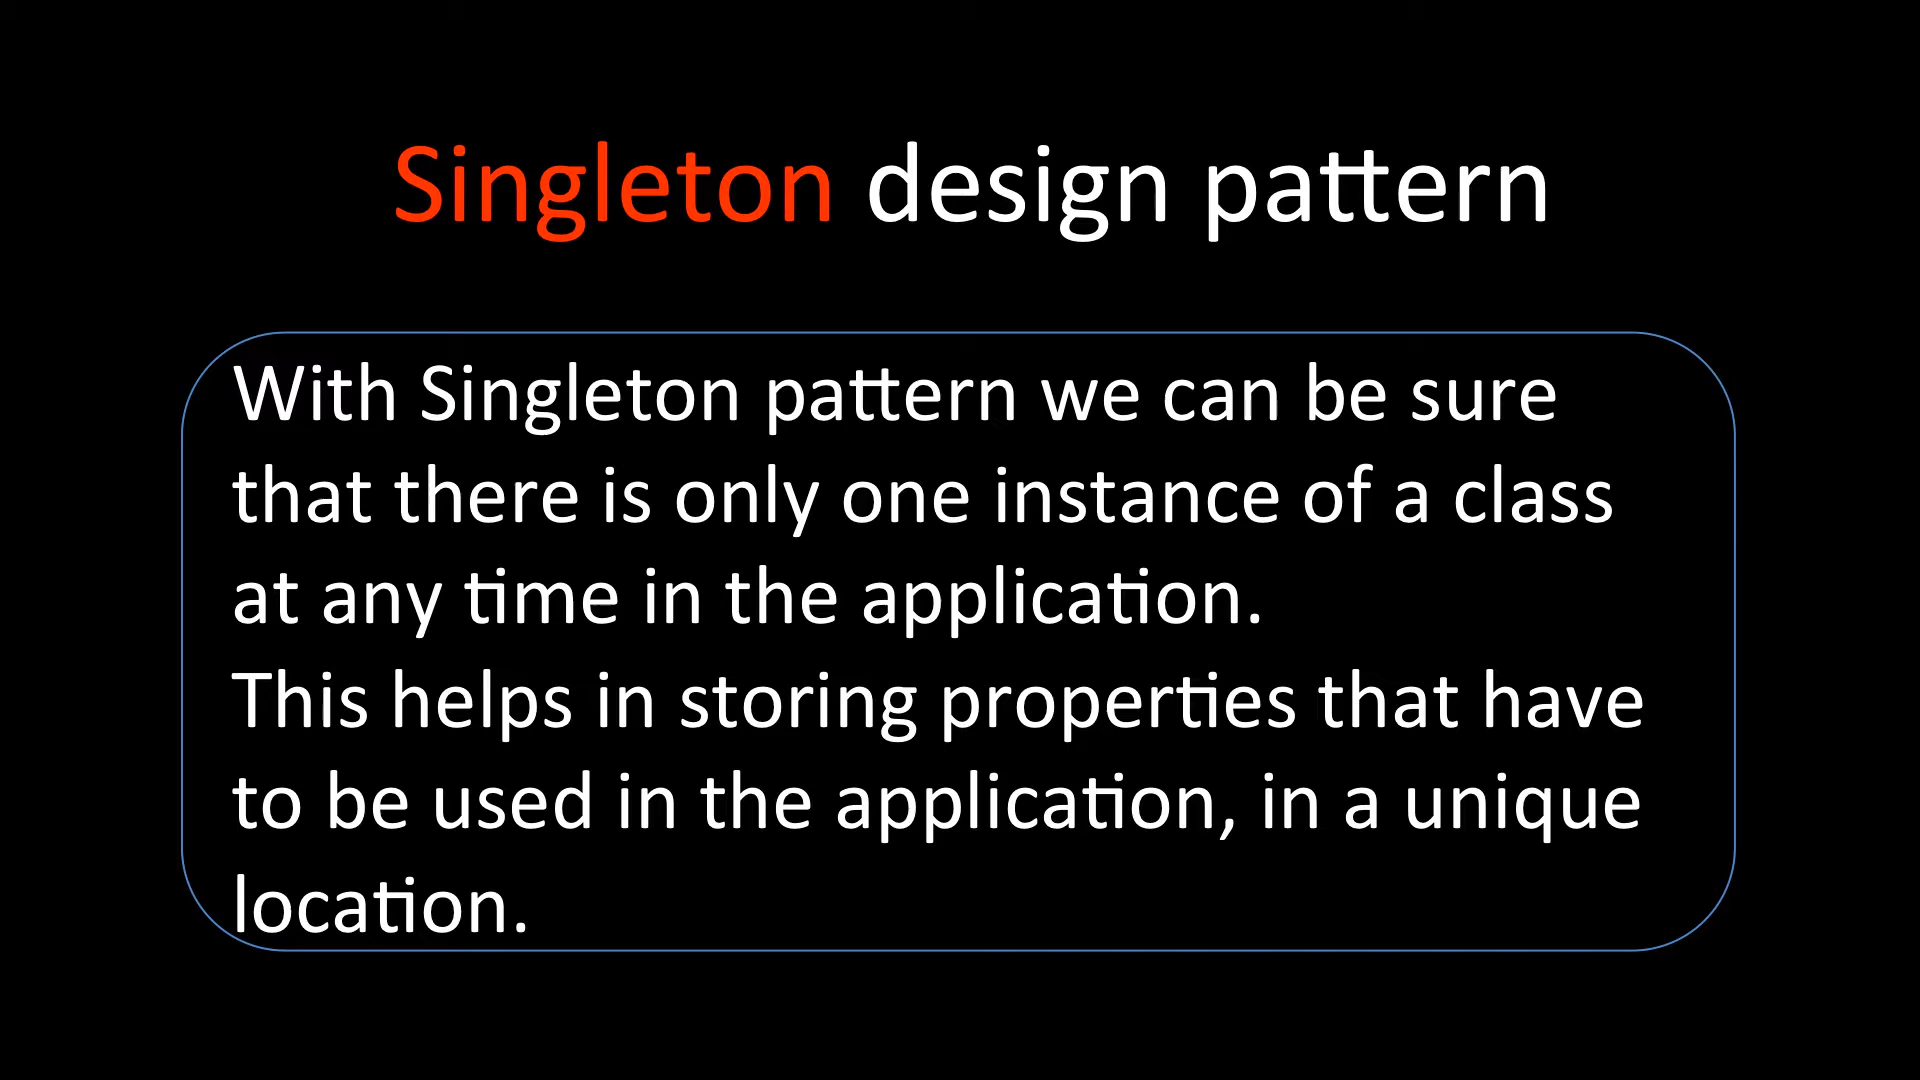 Singleton design pattern
With Singleton pattern we can be sure
that there is only one instance of a class
at any time in the application.
This helps in storing properties that have
to be used in the application, in a unique
location.